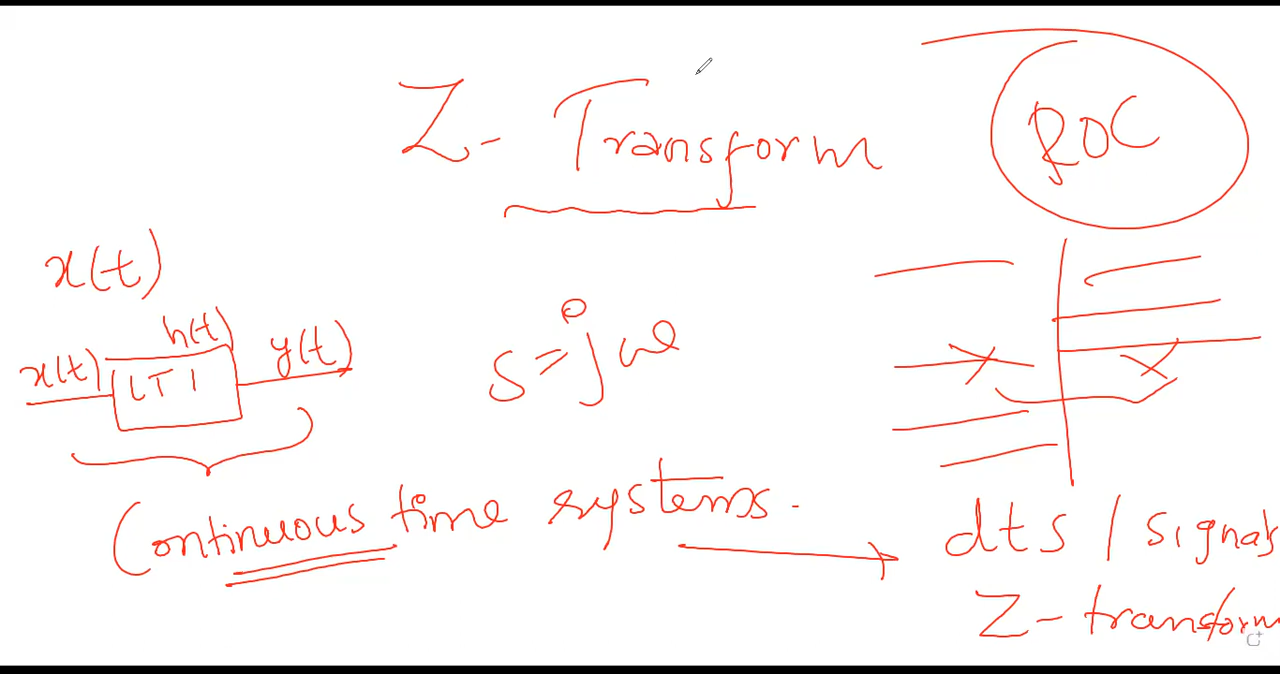 Z- Transform
ROC
x(t)
h(t)
x(t) LTI y(t)
s=jω
Continuous time systems.
dts / signals
Z- transform